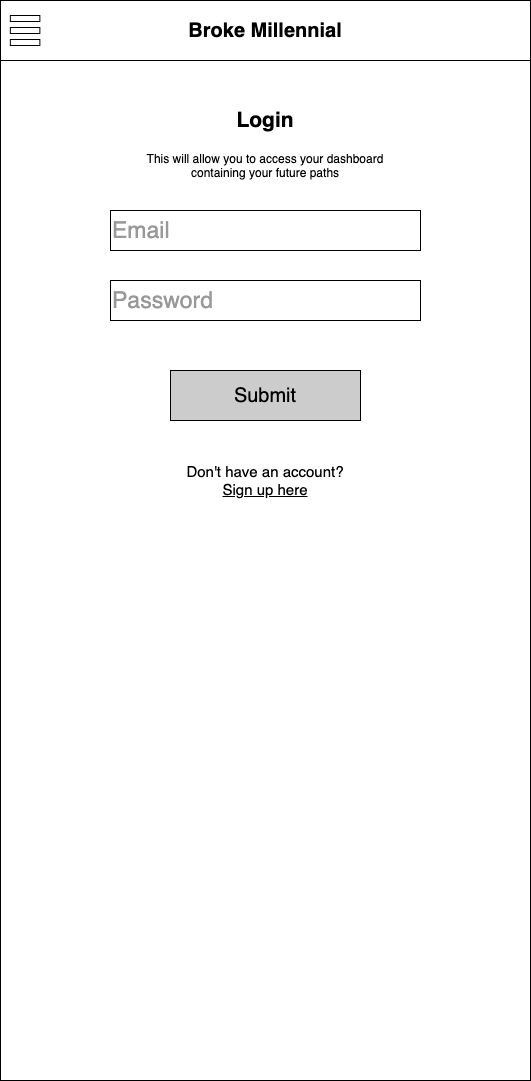 Broke Millennial
Login
This will allow you to access your dashboard
containing your future paths
Email
Password
Submit
Don't have an account?
Sign up here